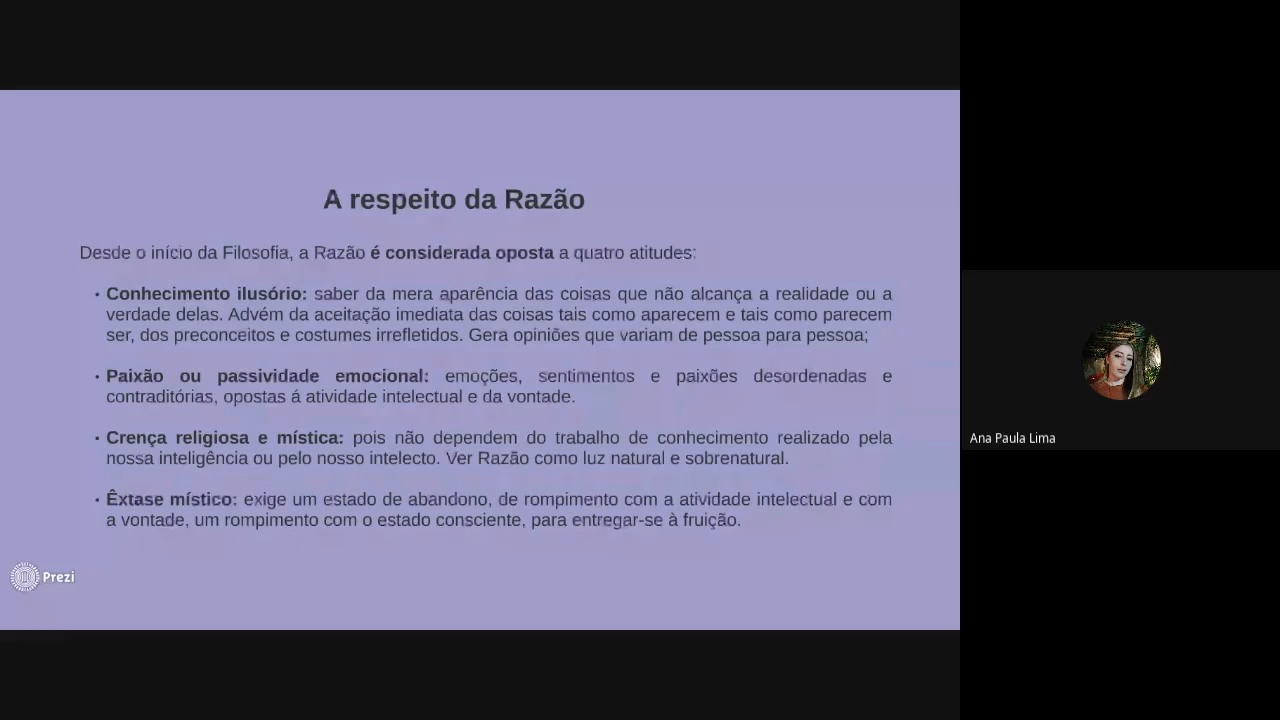 A respeito da Razão
Desde o início da Filosofia, a Razão é considerada oposta a quatro atitudes:
• Conhecimento ilusório: saber da mera aparência das coisas que não alcança a realidade ou a
verdade delas. Advém da aceitação imediata das coisas tais como aparecem e tais como parecem
ser, dos preconceitos e costumes irrefletidos. Gera opiniões que variam de pessoa para pessoa;
• Paixão ou passividade emocional: emoções, sentimentos e paixões desordenadas e
contraditórias, opostas á atividade intelectual e da vontade.
• Crença religiosa e mística: pois não dependem do trabalho de conhecimento realizado pela
nossa inteligência ou pelo nosso intelecto. Ver Razão como luz natural e sobrenatural.
• Êxtase místico: exige um estado de abandono, de rompimento com a atividade intelectual e com
a vontade, um rompimento com o estado consciente, para entregar-se à fruição.
Prezi
Ana Paula Lima